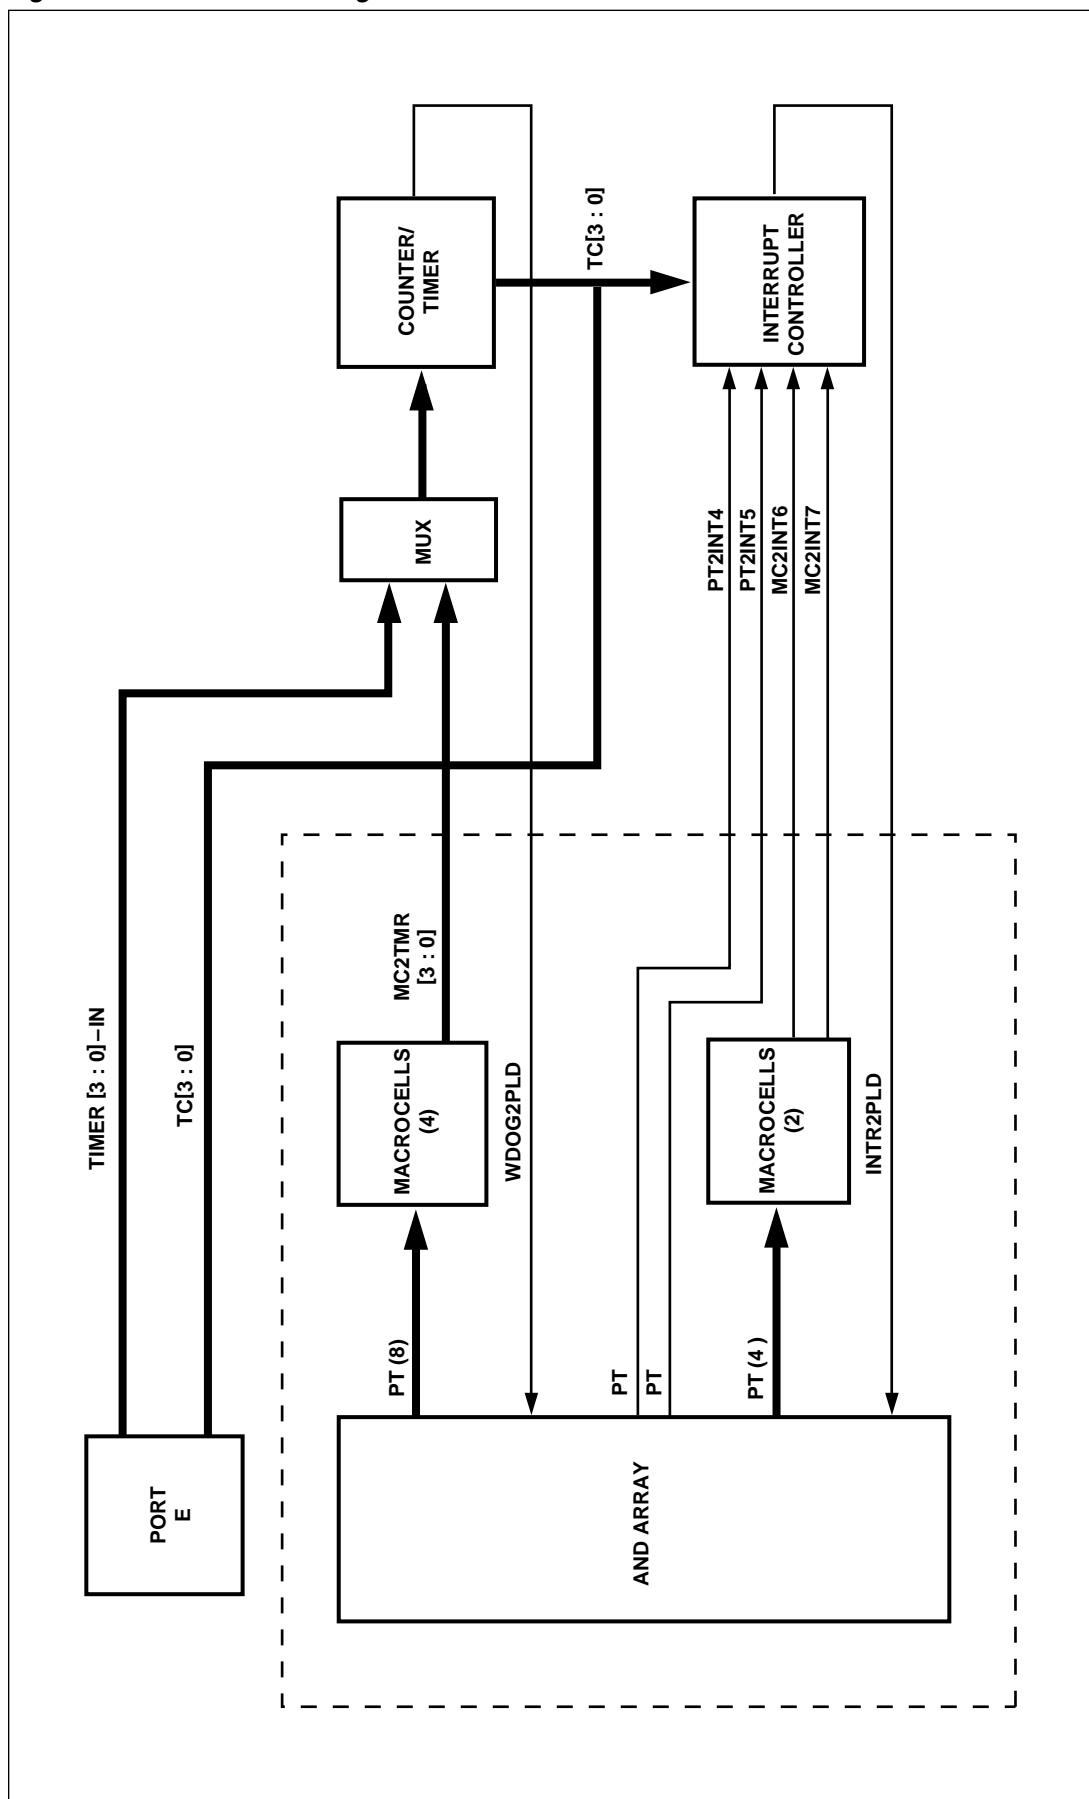 TIMER [3 : 0]–IN
TC[3 : 0]
PORT
E
COUNTER/
TIMER
MUX
MC2TMR
[3 : 0]
MACROCELLS
(4)
PT (8)
WDOG2PLD
TC[3 : 0]
INTERRUPT
CONTROLLER
PT2INT4
PT2INT5
MC2INT6
MC2INT7
PT
PT
MACROCELLS
(2)
PT (4 )
INTR2PLD
AND ARRAY